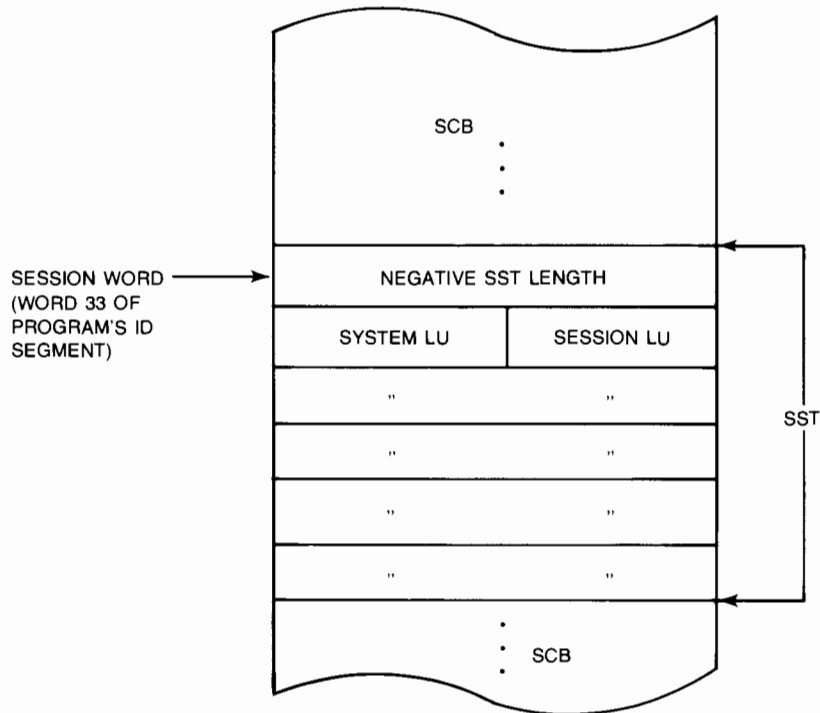 SCB
SESSION WORD
(WORD 33 OF
PROGRAM'S ID
SEGMENT)
NEGATIVE SST LENGTH
SYSTEM LU SESSION LU
" "
" "
SST
" "
" "
SCB